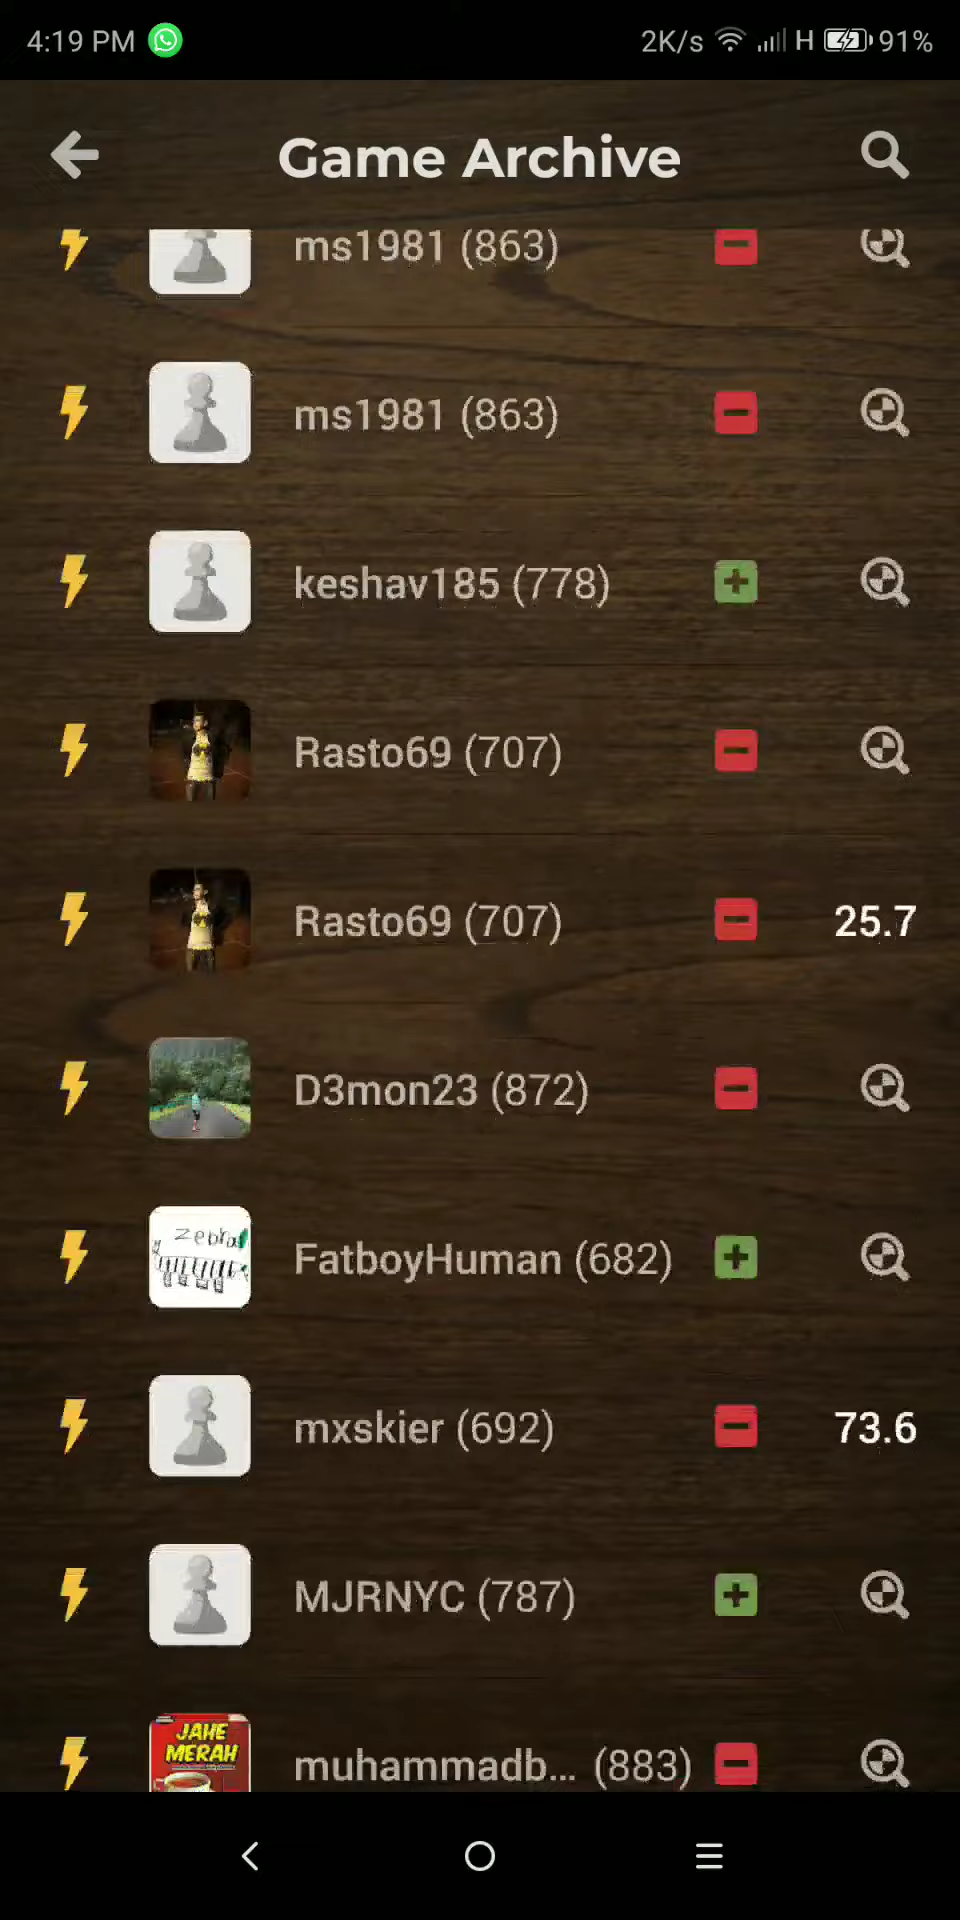 4:19 PM 2K/s H 91%
Game Archive
ms1981 (863)
ms1981 (863)
keshav185 (778)
Rasto69 (707)
Rasto69 (707) 25.7
D3mon23 (872)
zebra
FatboyHuman (682)
mxskier (692) 73.6
MJRNYC (787)
JAHE
MERAH
muhammadb... (883)